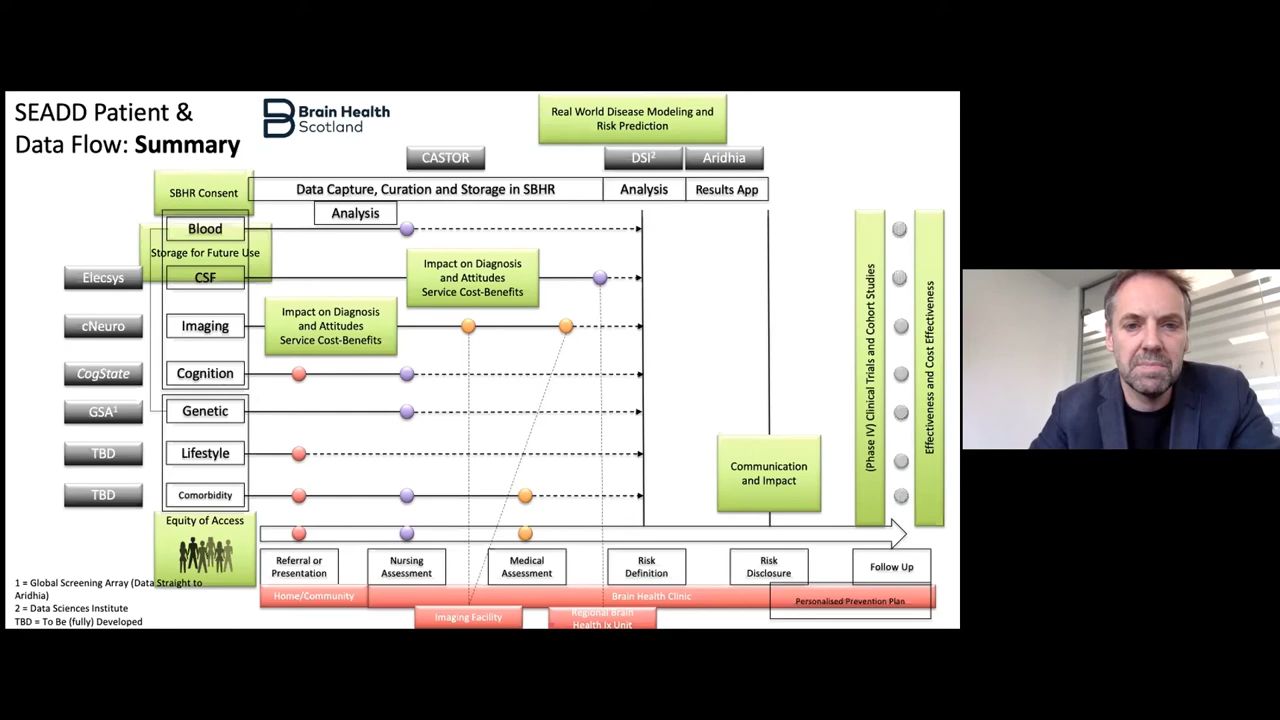 SEADD Patient &
Data Flow: Summary
Brain Health
Scotland
Real World Disease Modeling and
Risk Prediction
CASTOR
DSI2
Aridhia
SBHR Consent
Data Capture, Curation and Storage in SBHR
Analysis
Results App
Analysis
Blood
Storage for Future Use
Elecsys
CSF
Impact on Diagnosis
and Attitudes
Service Cost-Benefits
cNeuro
Imaging
Impact on Diagnosis
and Attitudes
Service Cost-Benefits
CogState
Cognition
GSA1
Genetic
TBD
Lifestyle
TBD
Comorbidity
Communication
and Impact
(Phase IV) Clinical Trials and Cohort Studies
Effectiveness and Cost Effectiveness
Equity of Access
Referral or
Presentation
Nursing
Assessment
Medical
Assessment
Risk
Definition
Risk
Disclosure
Follow Up
Home/Community
Brain Health Clinic
Personalised Prevention Plan
Imaging Facility
Regional Brain
Health Ix Unit
1 = Global Screening Array (Data Straight to
Aridhia)
2 = Data Sciences Institute
TBD = To Be (fully) Developed